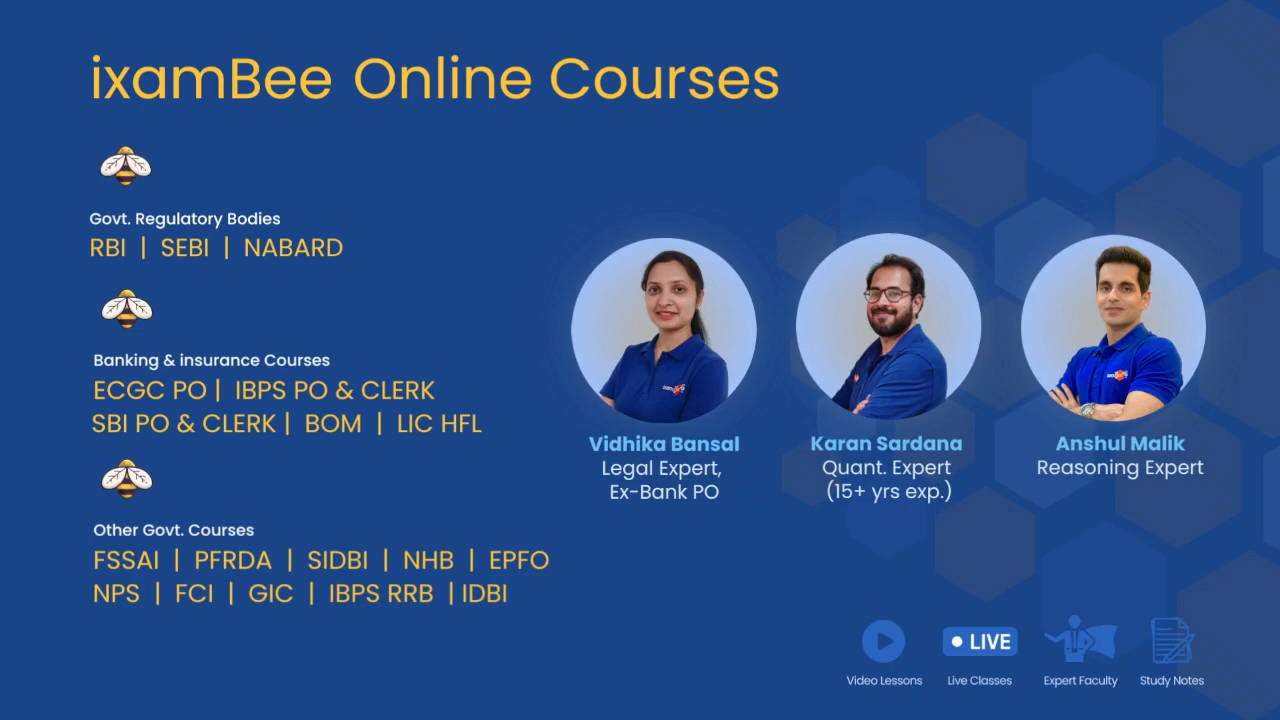 ixamBee Online Courses
Govt. Regulatory Bodies
RBI | SEBI | NABARD
Banking & insurance Courses
ECGC PO | IBPS PO & CLERK
SBI PO & CLERK | BOM | LIC HFL
Other Govt. Courses
FSSAI | PFRDA | SIDBI | NHB | EPFO
NPS | FCI | GIC | IBPS RRB | IDBI
Vidhika Bansal
Legal Expert,
Ex-Bank PO
Karan Sardana
Quant. Expert
(15+ yrs exp.)
Anshul Malik
Reasoning Expert
LIVE
Video Lessons
Live Classes
Expert Faculty
Study Notes